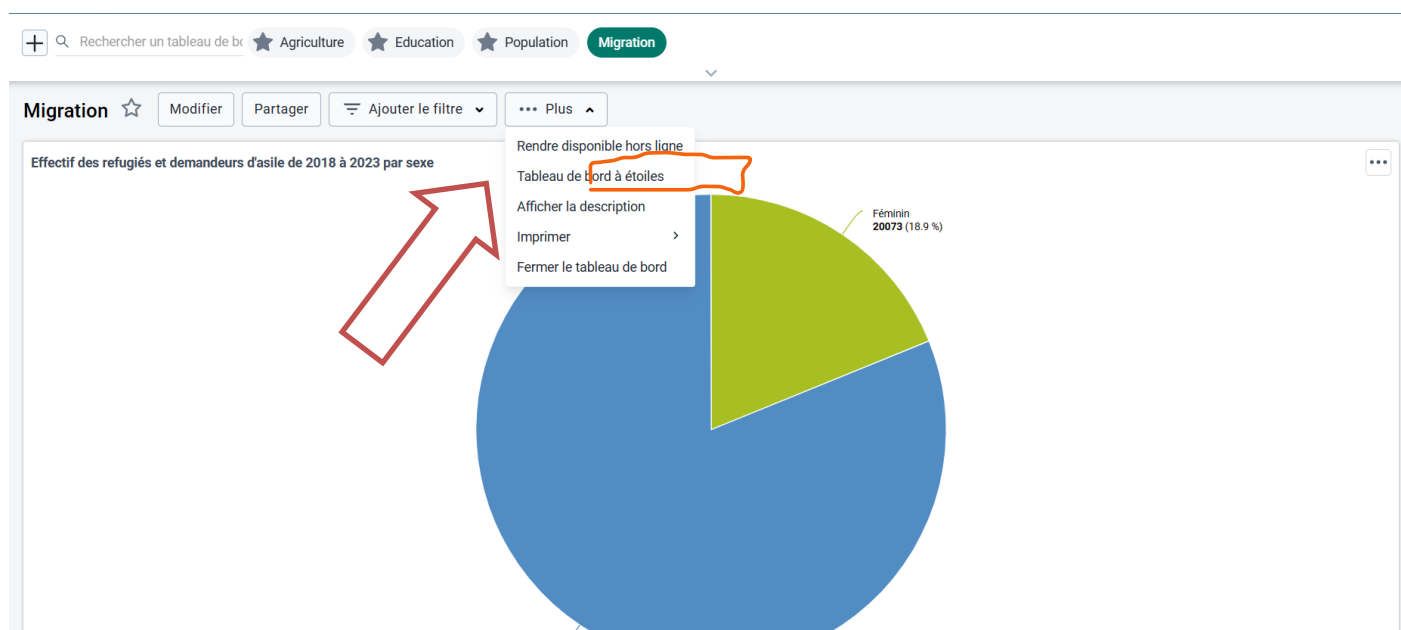 Rechercher un tableau de bo
Agriculture
Education
Population
Migration
Migration
Modifier
Partager
Ajouter le filtre
Plus
Rendre disponible hors ligne
Tableau de bord à étoiles
Afficher la description
Imprimer
Fermer le tableau de bord
Effectif des refugiés et demandeurs d'asile de 2018 à 2023 par sexe
Féminin
20073 (18.9 %)